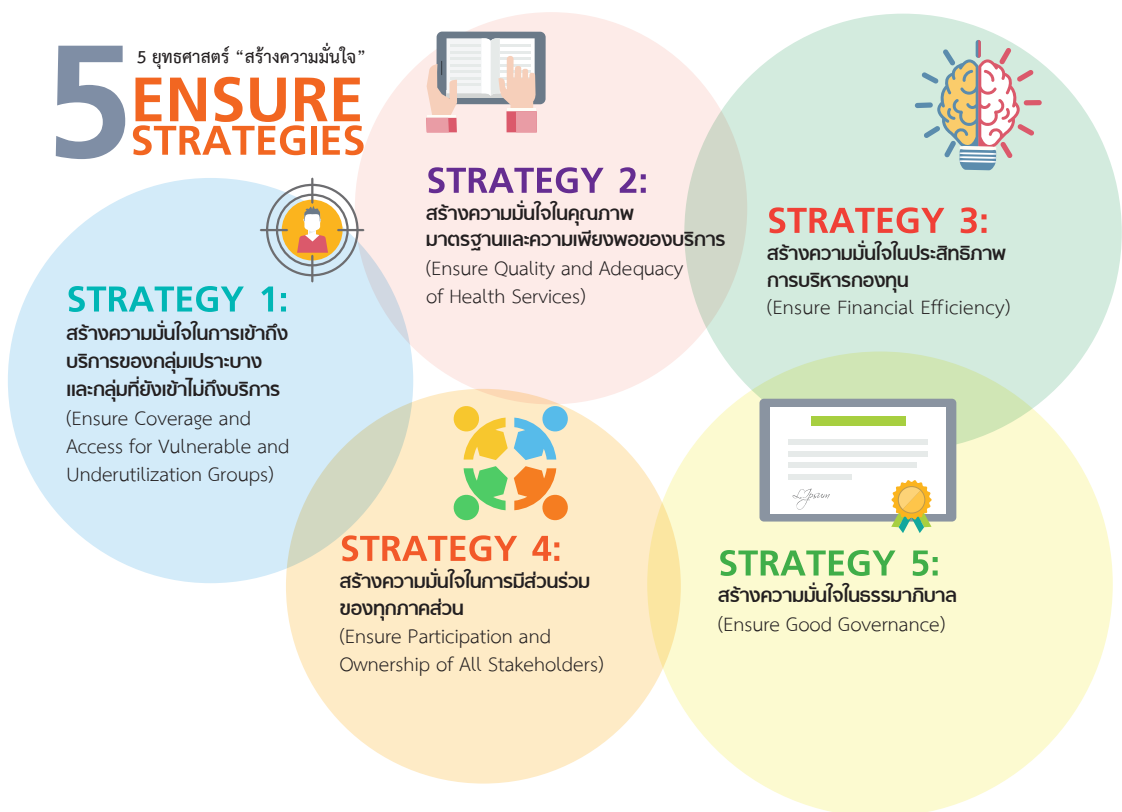 5 ยุทธศาสตร์ “สร้างความมั่นใจ”
5 ENSURE
STRATEGIES
STRATEGY 1:
สร้างความมั่นใจในการเข้าถึง
บริการของกลุ่มเปราะบาง
และกลุ่มที่ยังเข้าไม่ถึงบริการ
(Ensure Coverage and
Access for Vulnerable and
Underutilization Groups)
STRATEGY 2:
สร้างความมั่นใจในคุณภาพ
มาตรฐานและความเพียงพอของบริการ
(Ensure Quality and Adequacy
of Health Services)
STRATEGY 3:
สร้างความมั่นใจในประสิทธิภาพ
การบริหารกองทุน
(Ensure Financial Efficiency)
STRATEGY 4:
สร้างความมั่นใจในการมีส่วนร่วม
ของทุกภาคส่วน
(Ensure Participation and
Ownership of All Stakeholders)
L.Ipsum
STRATEGY 5:
สร้างความมั่นใจในธรรมาภิบาล
(Ensure Good Governance)